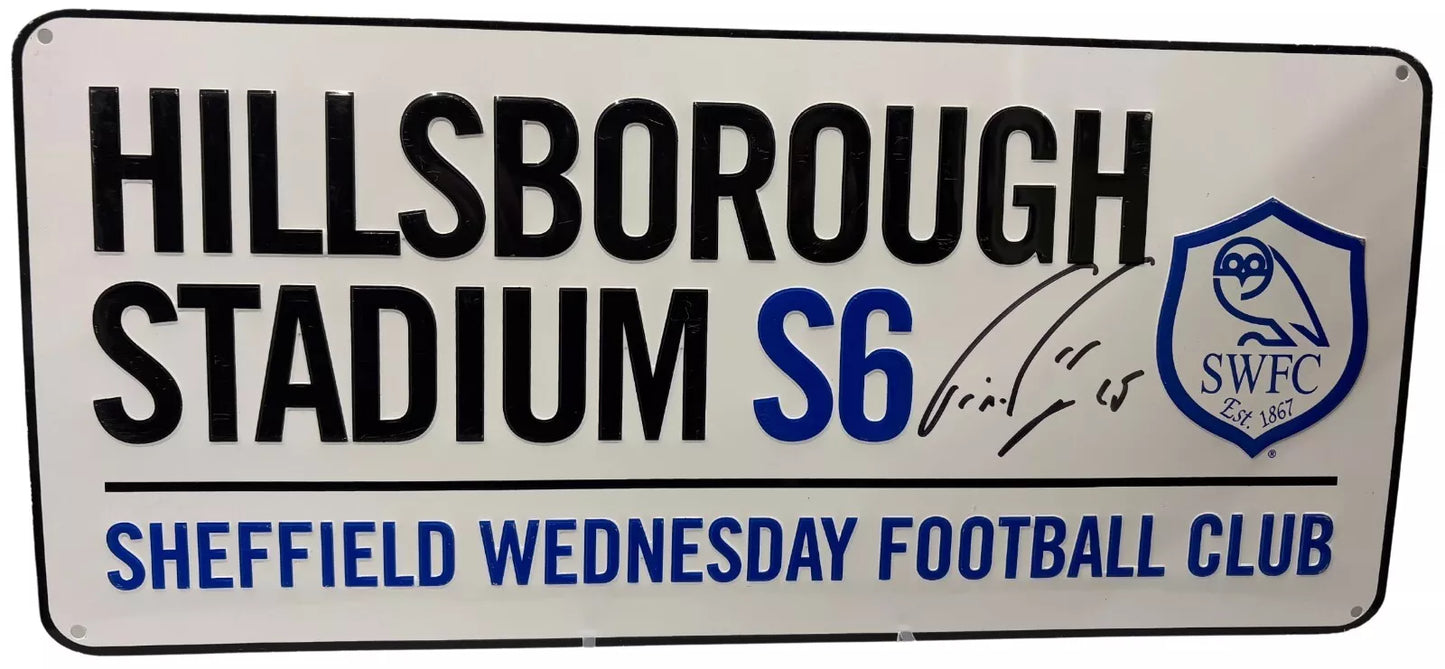 HILLSBOROUGH
STADIUM S6
SWFC
Est. 1867
®
SHEFFIELD WEDNESDAY FOOTBALL CLUB